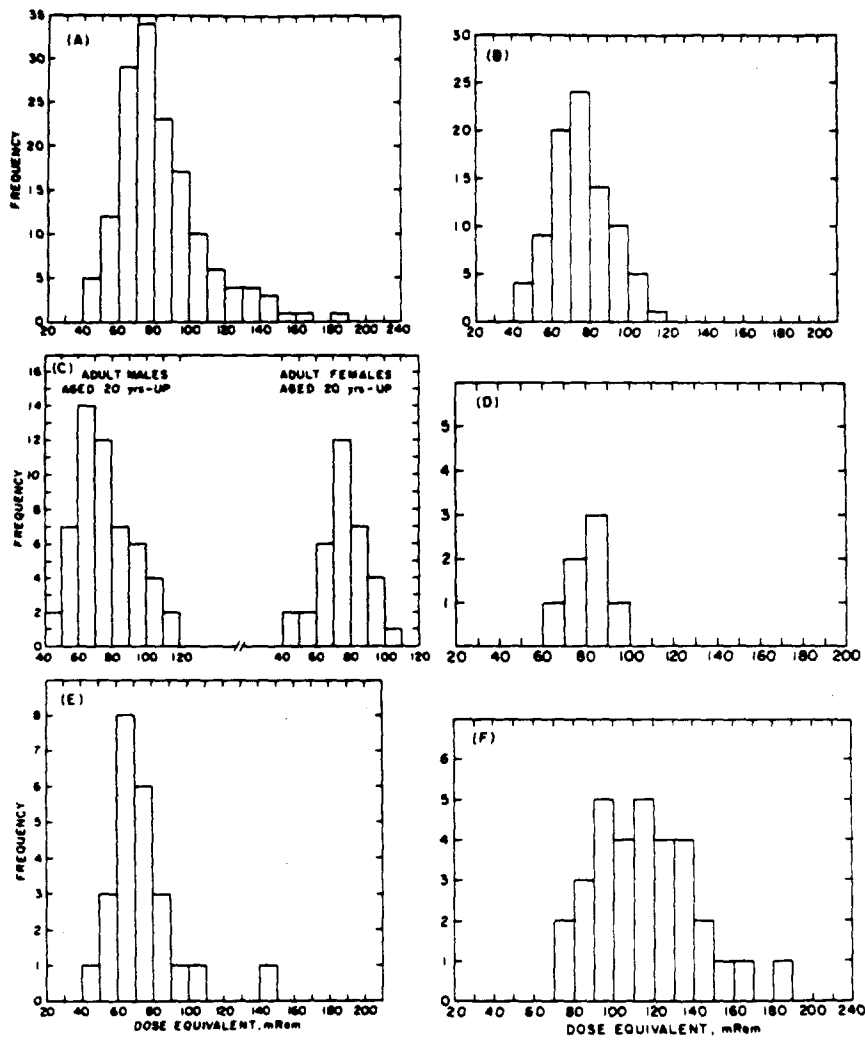 (A)
FREQUENCY
35
30
25
20
15
10
5
0
20 40 60 80 100 120 140 160 200 240
(B)
30
25
20
15
10
5
0
20 40 60 80 100 120 140 160 180 200
(C)
ADULT MALES
AGED 20 yrs-UP
ADULT FEMALES
AGED 20 yrs-UP
FREQUENCY
16
14
12
10
8
6
4
2
0
40 60 80 100 120 40 60 80 100 120
(D)
5
4
3
2
1
20 40 60 80 100 120 140 160 180 200
(E)
FREQUENCY
8
7
6
5
4
3
2
1
0
20 40 60 80 100 120 140 160 180 200
DOSE EQUIVALENT, mRem
(F)
5
4
3
2
1
0
20 40 60 80 100 120 140 160 200 240
DOSE EQUIVALENT, mRem